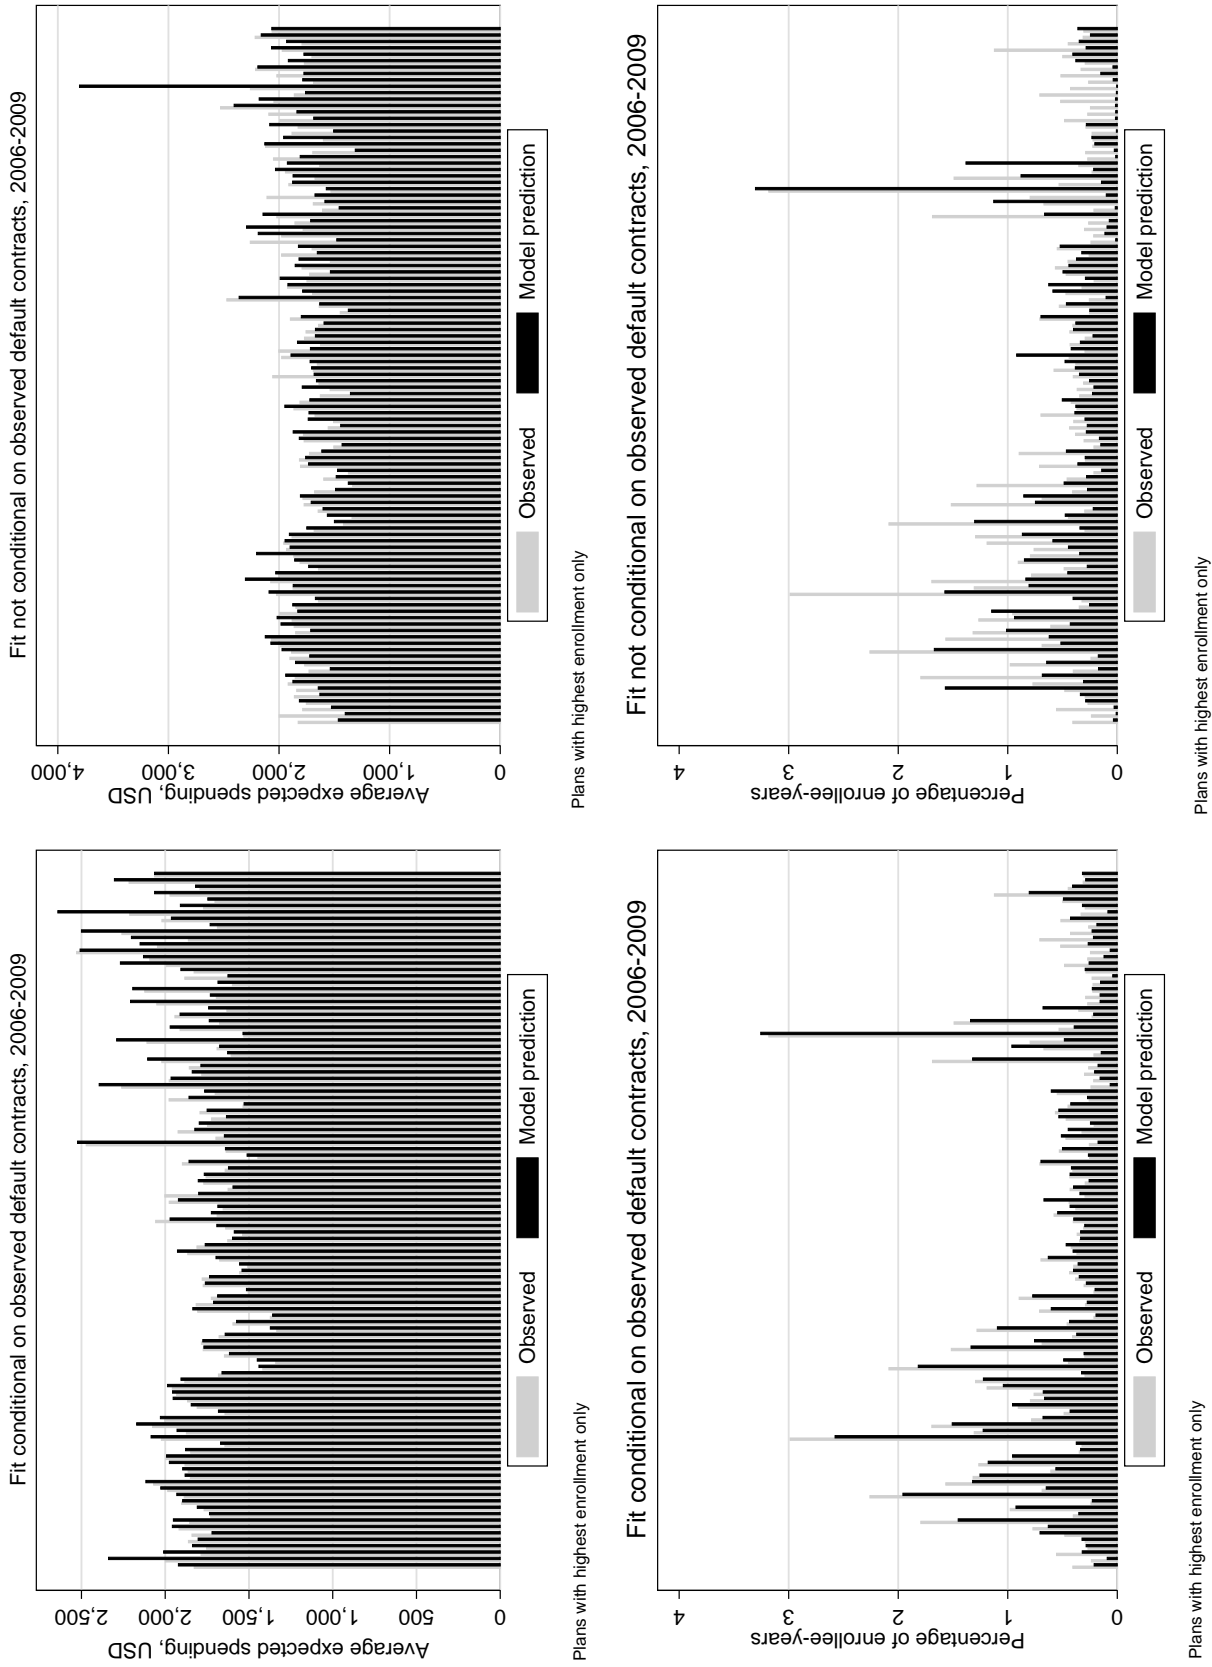 Fit conditional on observed default contracts, 2006-2009
Average expected spending, USD
2,500
2,000
1,500
1,000
500
0
Observed
Model prediction
Plans with highest enrollment only
Fit not conditional on observed default contracts, 2006-2009
Average expected spending, USD
4,000
3,000
2,000
1,000
0
Observed
Model prediction
Plans with highest enrollment only
Fit conditional on observed default contracts, 2006-2009
Percentage of enrollee-years
4
3
2
1
0
Observed
Model prediction
Plans with highest enrollment only
Fit not conditional on observed default contracts, 2006-2009
Percentage of enrollee-years
4
3
2
1
0
Observed
Model prediction
Plans with highest enrollment only